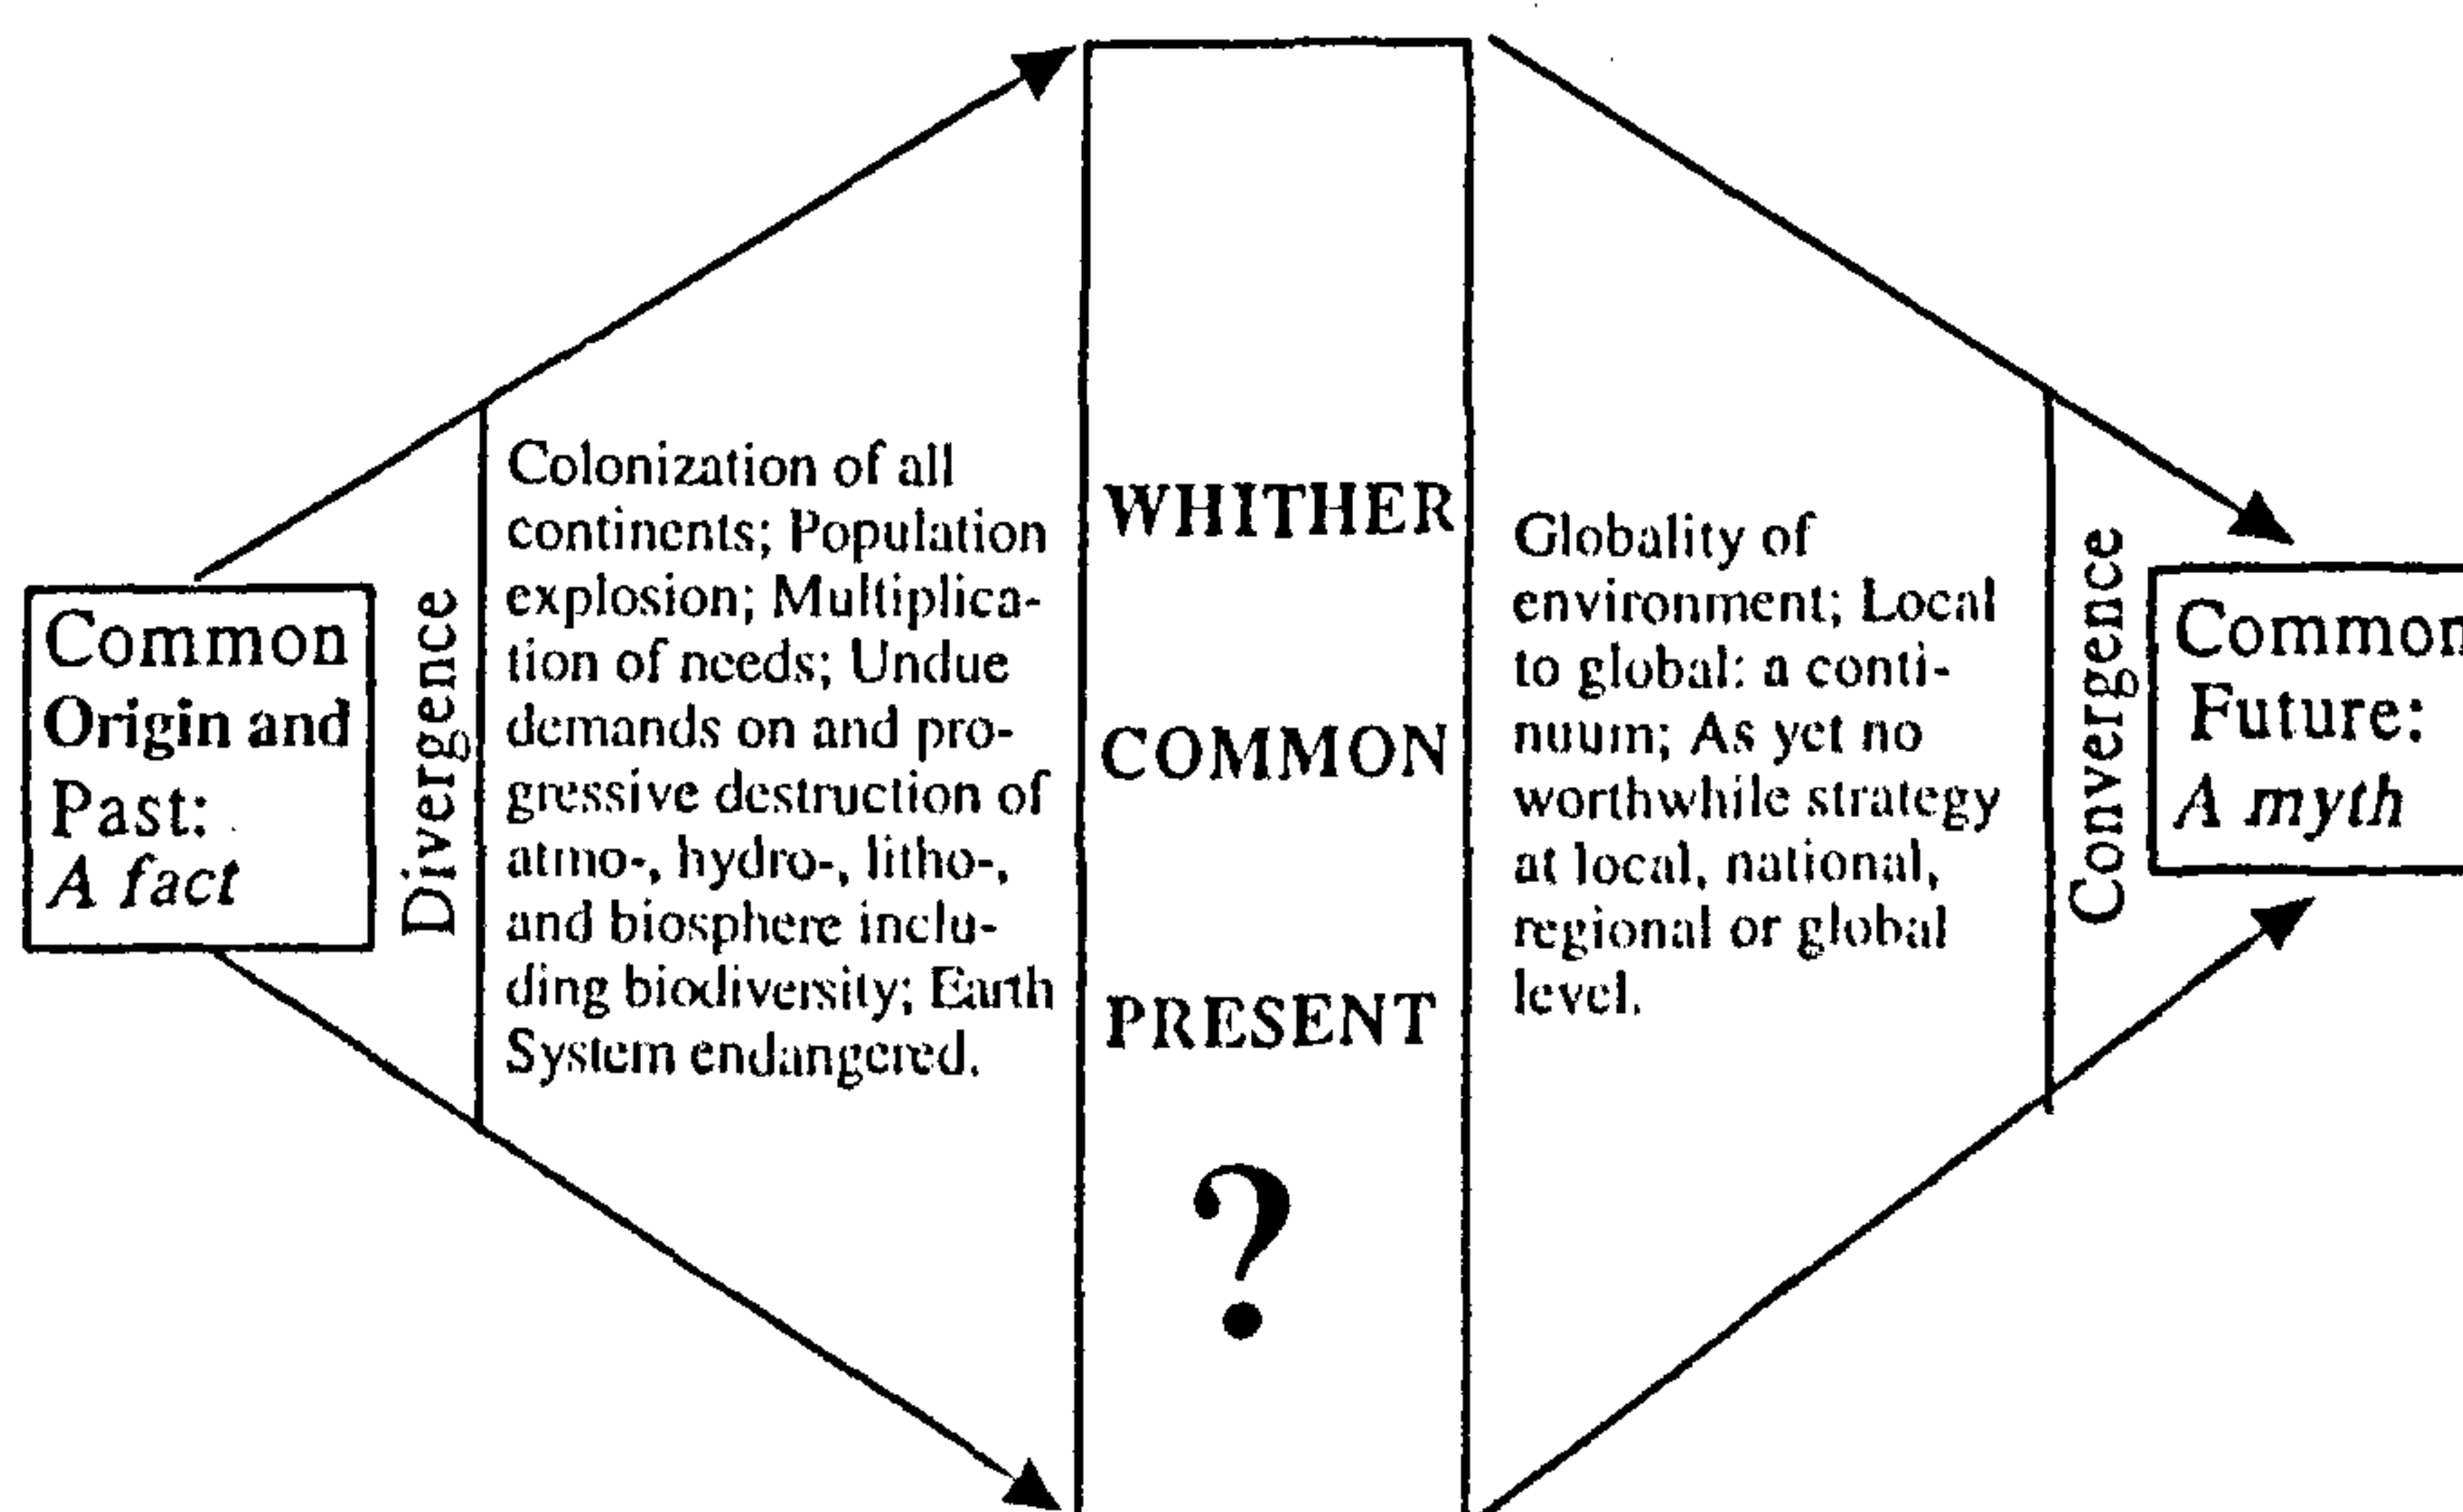 Common
Origin and
Past:
A fact
Divergence
Colonization of all
continents; Population
explosion; Multiplica-
tion of needs; Undue
demands on and pro-
gressive destruction of
atmo-, hydro-, litho-,
and biosphere inclu-
ding biodiversity; Earth
System endangered.
WHITHER
COMMON
PRESENT
?
Globality of
environment; Local
to global: a conti-
nuum; As yet no
worthwhile strategy
at local, national,
regional or global
level.
Convergence
Common
Future:
A myth